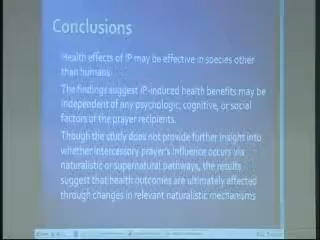 Conclusions
Health effects of IP may be effective in species other
than humans
The findings suggest IP-induced health benefits may be
independent of any psychologic, cognitive, or social
factors of the prayer recipients.
Though the study does not provide further insight into
whether intercessory prayer's influence occurs via
naturalistic or supernatural pathways, the results
suggest that health outcomes are ultimately affected
through changes in relevant naturalistic mechanisms